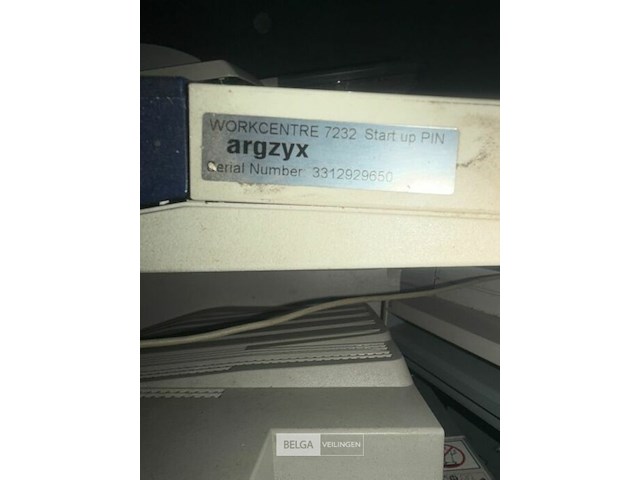 WORKCENTRE 7232 Start up PIN
argzyx
Serial Number 3312929650
BELGA VEILINGEN